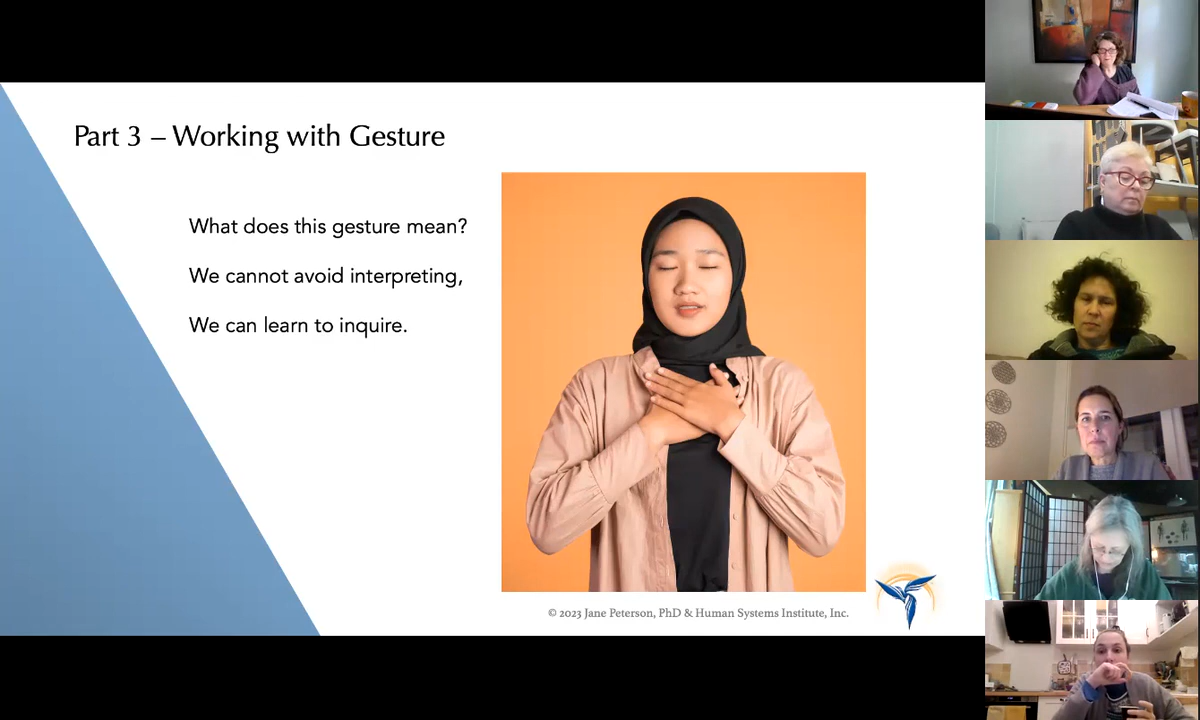 Part 3 – Working with Gesture
What does this gesture mean?
We cannot avoid interpreting,
We can learn to inquire.
© 2023 Jane Peterson, PhD & Human Systems Institute, Inc.